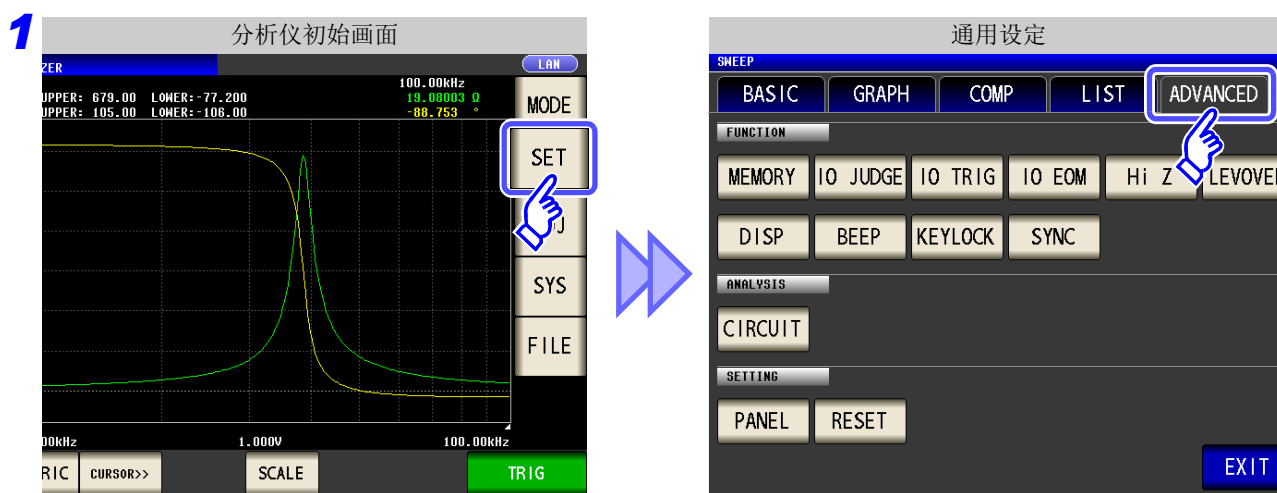 1
分析仪初始画面
ZER
LAN
UPPER: 679.00 LOWER:-77.200
UPPER: 105.00 LOWER:-106.00
100.00kHz
19.08003 Ω
-88.753 °
MODE
SET
SYS
FILE
00kHz
1.000V
100.00kHz
RIC
CURSOR>>
SCALE
TRIG
通用设定
SWEEP
BASIC GRAPH COMP LIST ADVANCED
FUNCTION
MEMORY IO JUDGE IO TRIG IO EOM Hi Z LEVOVE
DISP BEEP KEYLOCK SYNC
ANALYSIS
CIRCUIT
SETTING
PANEL RESET
EXIT